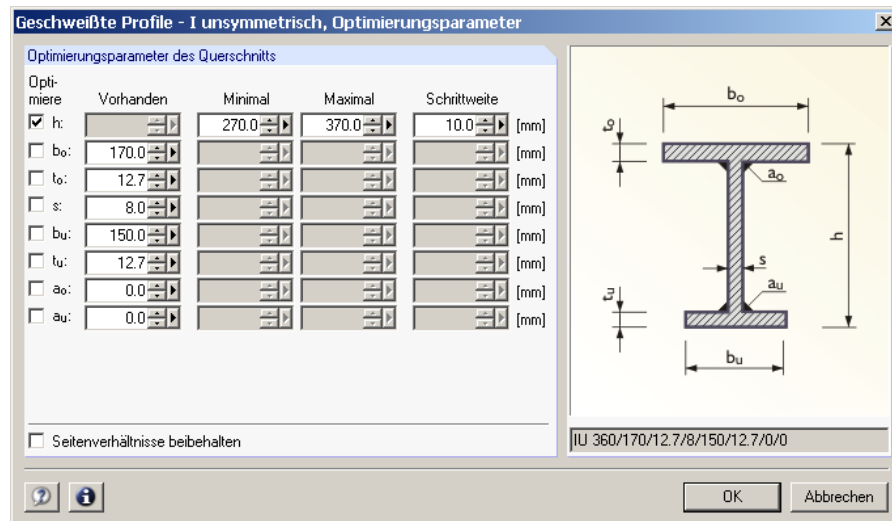 Geschweißte Profile - I unsymmetrisch, Optimierungsparameter
Optimierungsparameter des Querschnitts
Opti-
miere Vorhanden Minimal Maximal Schrittweite
h: 270.0 370.0 10.0 [mm]
bo: 170.0 [mm]
to: 12.7 [mm]
s: 8.0 [mm]
bu: 150.0 [mm]
tu: 12.7 [mm]
ao: 0.0 [mm]
au: 0.0 [mm]
Seitenverhältnisse beibehalten
bo
to
ao
h
s
au
tu
bu
IU 360/170/12.7/8/150/12.7/0/0
OK Abbrechen